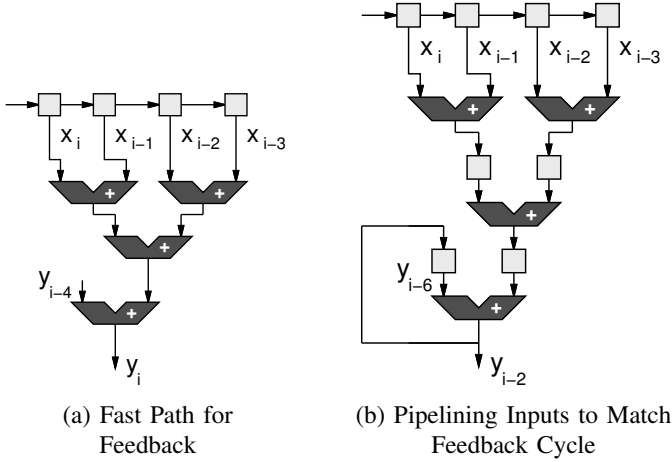 x i
x i−1
x i−2
x i−3
+
+
+
y i−4
+
y i
(a) Fast Path for
Feedback
x i
x i−1
x i−2
x i−3
+
+
+
y i−6
+
y i−2
(b) Pipelining Inputs to Match
Feedback Cycle